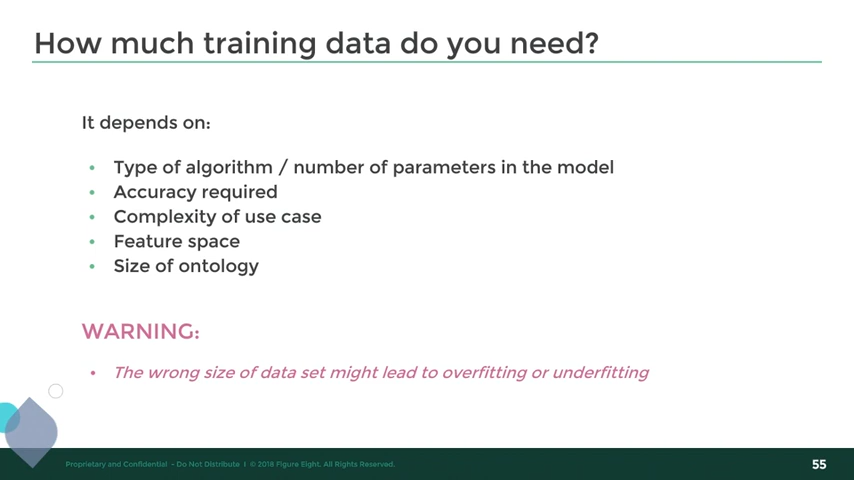 How much training data do you need?
It depends on:
• Type of algorithm / number of parameters in the model
• Accuracy required
• Complexity of use case
• Feature space
• Size of ontology
WARNING:
• The wrong size of data set might lead to overfitting or underfitting
Proprietary and Confidential - Do Not Distribute I © 2018 Figure Eight. All Rights Reserved.
55